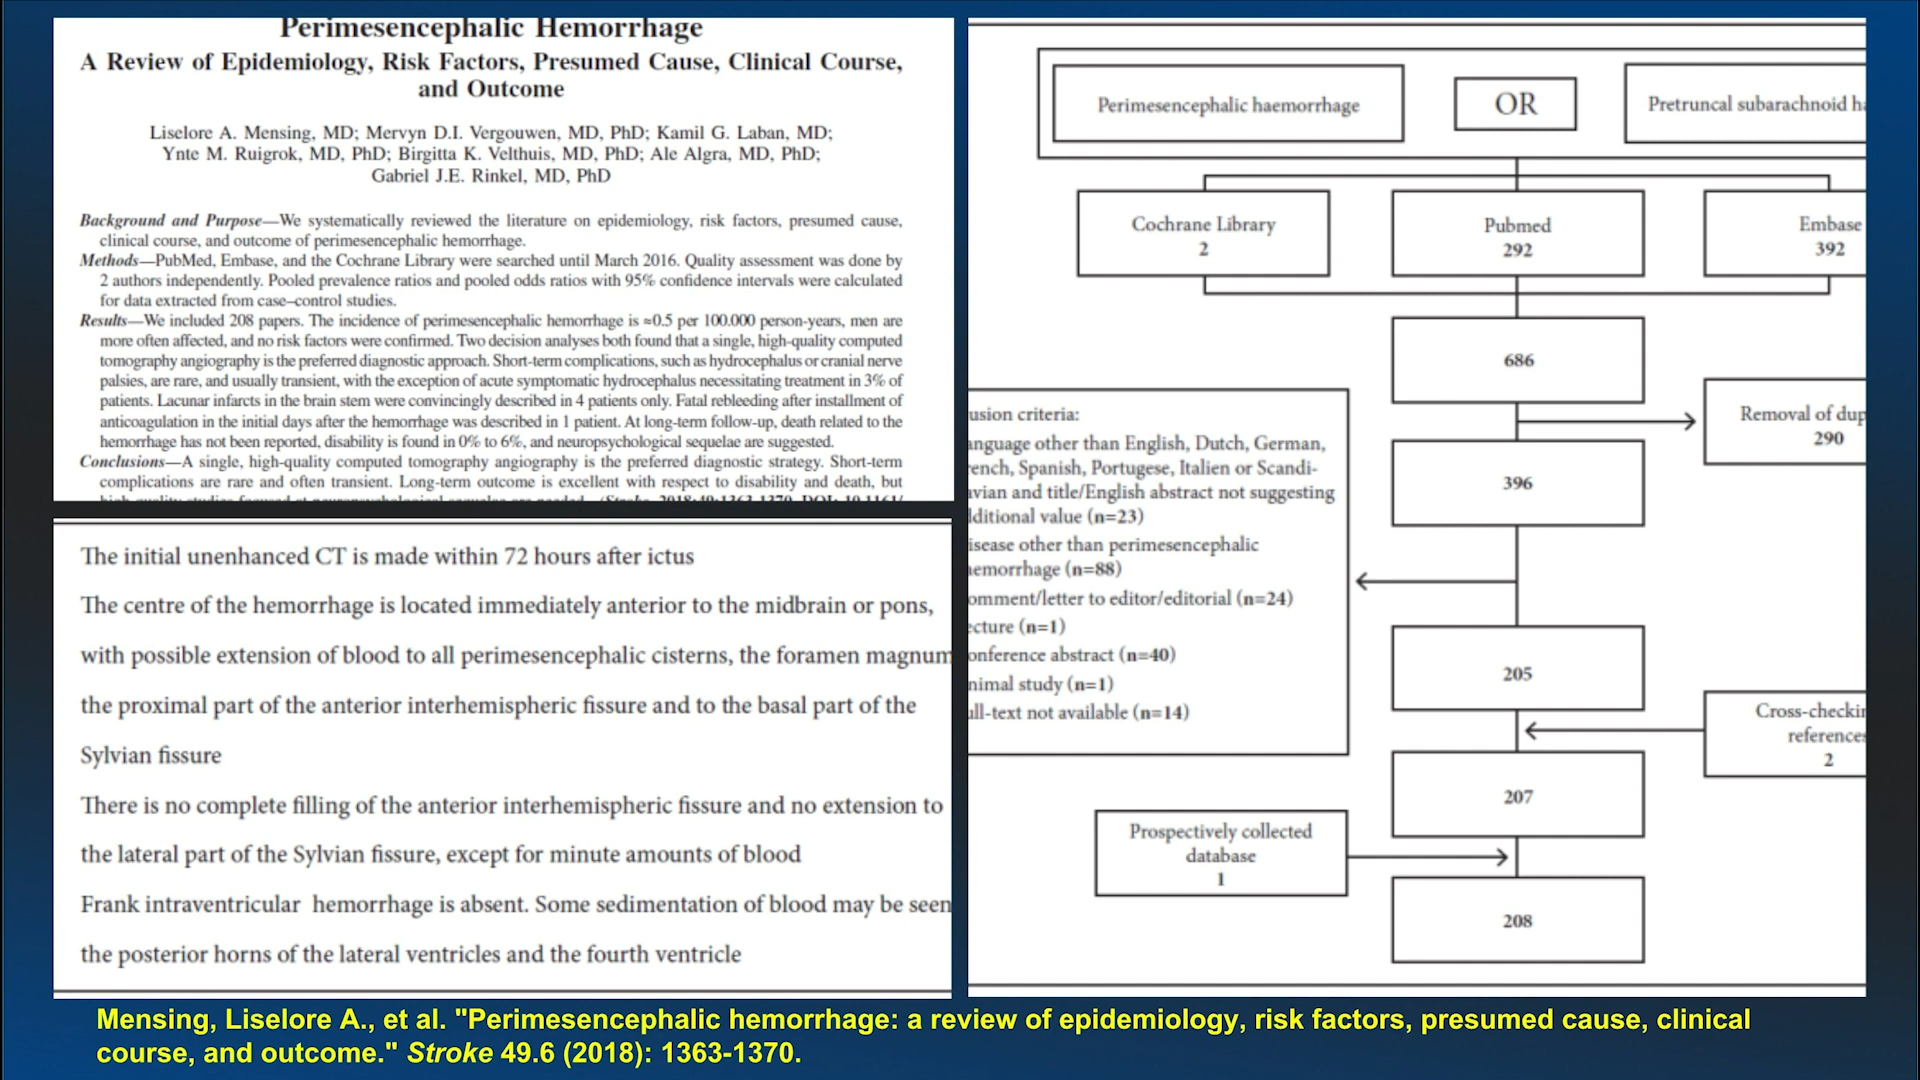 Perimesencephalic Hemorrhage
A Review of Epidemiology, Risk Factors, Presumed Cause, Clinical Course,
and Outcome
Liselore A. Mensing, MD; Mervyn D.I. Vergouwen, MD, PhD; Kamil G. Laban, MD;
Ynte M. Ruigrok, MD, PhD; Birgitta K. Velthuis, MD, PhD; Ale Algra, MD, PhD;
Gabriel J.E. Rinkel, MD, PhD
Background and Purpose—We systematically reviewed the literature on epidemiology, risk factors, presumed cause,
clinical course, and outcome of perimesencephalic hemorrhage.
Methods—PubMed, Embase, and the Cochrane Library were searched until March 2016. Quality assessment was done by
2 authors independently. Pooled prevalence ratios and pooled odds ratios with 95% confidence intervals were calculated
for data extracted from case–control studies.
Results—We included 208 papers. The incidence of perimesencephalic hemorrhage is ≈0.5 per 100.000 person-years, men are
more often affected, and no risk factors were confirmed. Two decision analyses both found that a single, high-quality computed
tomography angiography is the preferred diagnostic approach. Short-term complications, such as hydrocephalus or cranial nerve
palsies, are rare, and usually transient, with the exception of acute symptomatic hydrocephalus necessitating treatment in 3% of
patients. Lacunar infarcts in the brain stem were convincingly described in 4 patients only. Fatal rebleeding after installment of
anticoagulation in the initial days after the hemorrhage was described in 1 patient. At long-term follow-up, death related to the
hemorrhage has not been reported, disability is found in 0% to 6%, and neuropsychological sequelae are suggested.
Conclusions—A single, high-quality computed tomography angiography is the preferred diagnostic strategy. Short-term
complications are rare and often transient. Long-term outcome is excellent with respect to disability and death, but
The initial unenhanced CT is made within 72 hours after ictus
The centre of the hemorrhage is located immediately anterior to the midbrain or pons,
with possible extension of blood to all perimesencephalic cisterns, the foramen magnum
the proximal part of the anterior interhemispheric fissure and to the basal part of the
Sylvian fissure
There is no complete filling of the anterior interhemispheric fissure and no extension to
the lateral part of the Sylvian fissure, except for minute amounts of blood
Frank intraventricular hemorrhage is absent. Some sedimentation of blood may be seen
the posterior horns of the lateral ventricles and the fourth ventricle
Perimesencephalic haemorrhage
OR
Pretruncal subarachnoid ha
Cochrane Library
2
Pubmed
292
Embase
392
686
Removal of dup
290
396
usion criteria:
anguage other than English, Dutch, German,
ench, Spanish, Portugese, Italien or Scandi-
avian and title/English abstract not suggesting
dditional value (n=23)
isease other than perimesencephalic
aemorrhage (n=88)
omment/letter to editor/editorial (n=24)
ecture (n=1)
onference abstract (n=40)
nimal study (n=1)
ull-text not available (n=14)
205
Cross-checkin
references
2
207
Prospectively collected
database
1
208
Mensing, Liselore A., et al. "Perimesencephalic hemorrhage: a review of epidemiology, risk factors, presumed cause, clinical
course, and outcome." Stroke 49.6 (2018): 1363-1370.